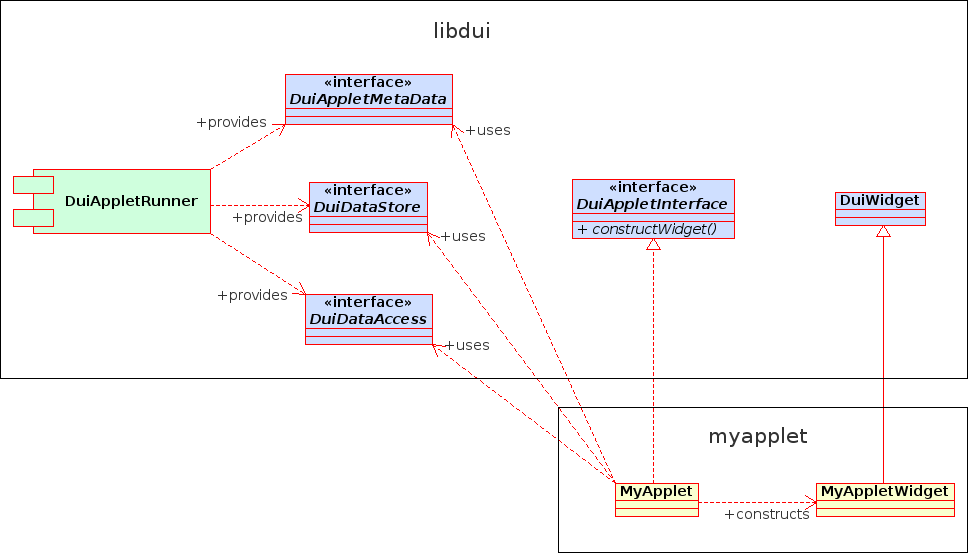 libdui
«interface»
DuiAppletMetaData
+provides
+uses
DuiAppletRunner
«interface»
DuiDataStore
+provides
+uses
«interface»
DuiAppletInterface
+ constructWidget()
DuiWidget
+provides
«interface»
DuiDataAccess
+uses
myapplet
MyApplet
+constructs
MyAppletWidget